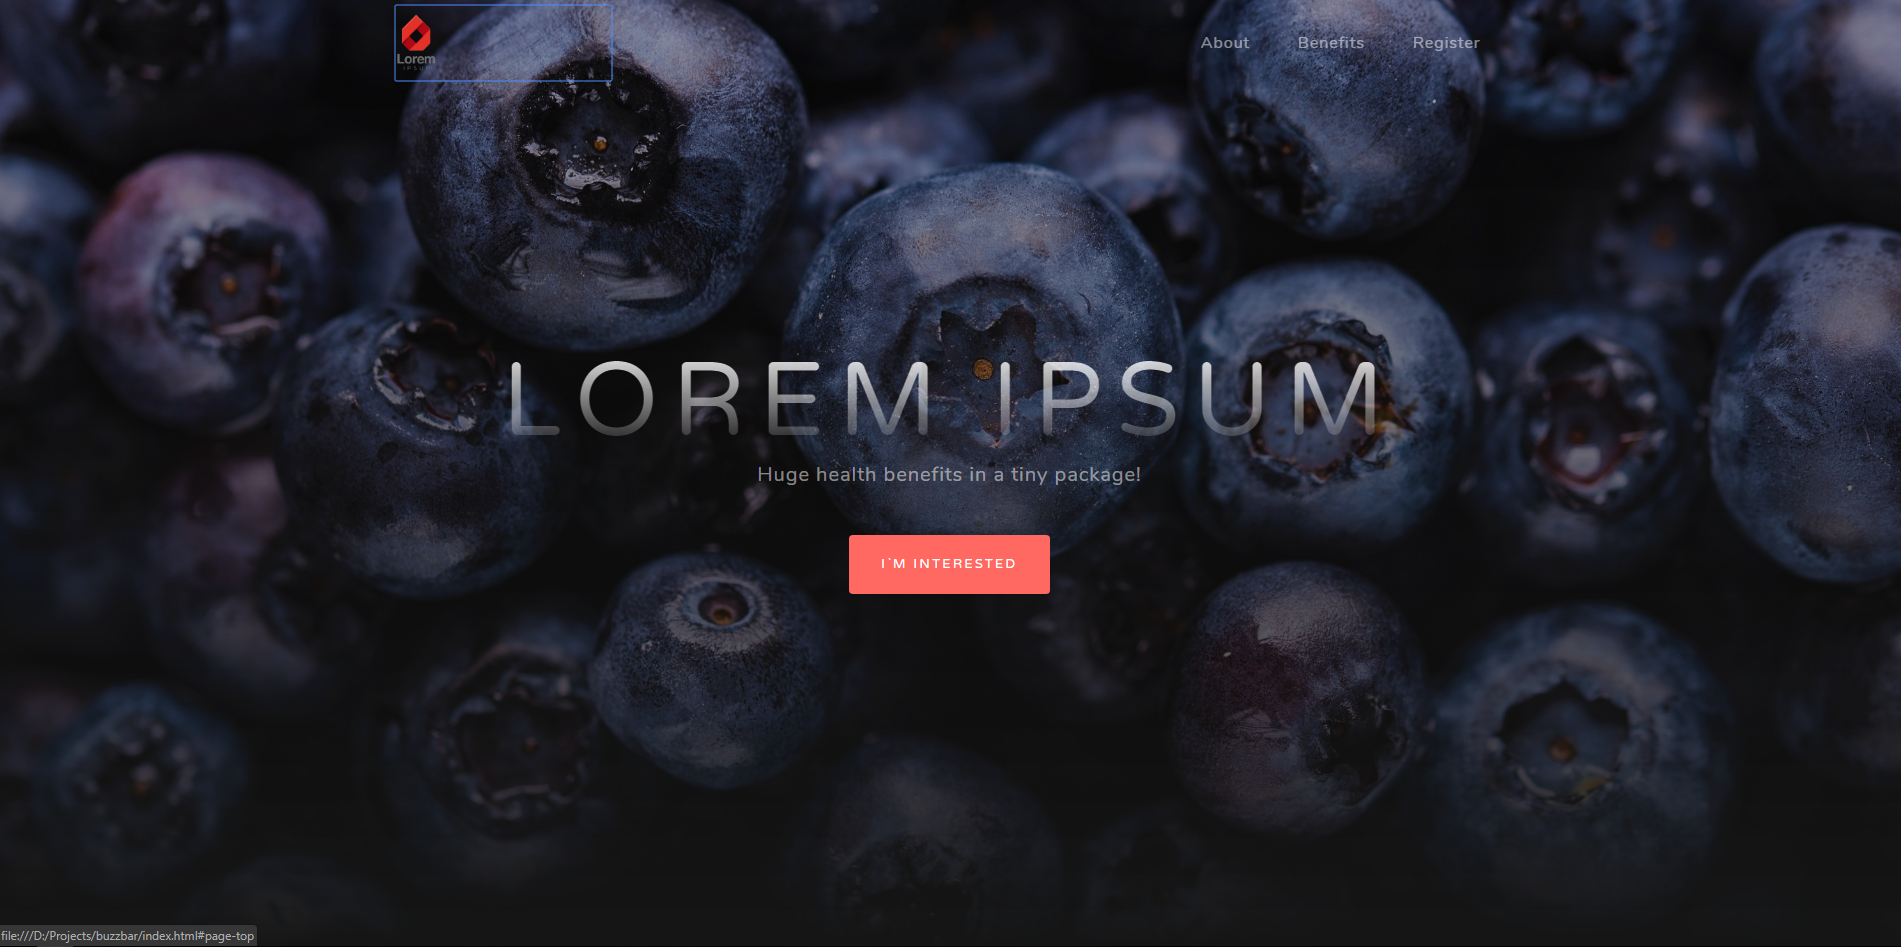 Lorem
IPSUM
About Benefits Register
LOREM IPSUM
Huge health benefits in a tiny package!
I`M INTERESTED
file:///D:/Projects/buzzbar/index.html#page-top